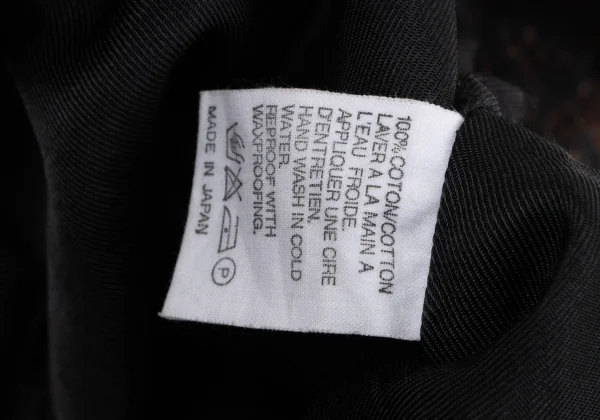 100% COTON/COTTON
LAVER A LA MAIN A
L'EAU FROIDE.
APPLIQUER UNE CIRE
D'ENTRETIEN.
HAND WASH IN COLD
WATER.
REPROOF WITH
WAXPROOFING.
P
MADE IN JAPAN